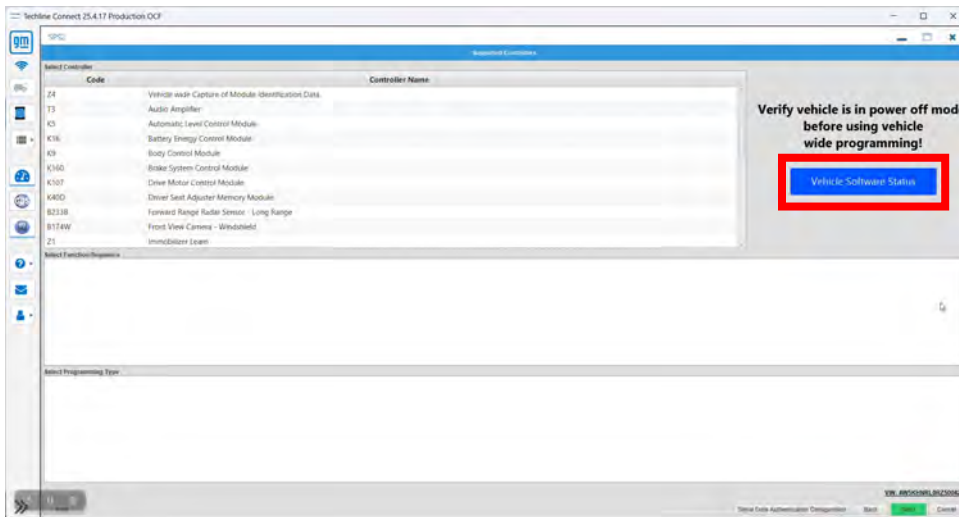 Techline Connect 25.4.17 Production OCF
gm
SPS2
Supported Controllers
Select Controller
Code Controller Name
Z4 Vehicle wide Capture of Module Identification Data
T3 Audio Amplifier
K5 Automatic Level Control Module
K16 Battery Energy Control Module
K9 Body Control Module
K160 Brake System Control Module
K107 Drive Motor Control Module
K40D Driver Seat Adjuster Memory Module
B233B Forward Range Radar Sensor - Long Range
B174W Front View Camera - Windshield
Z1 Immobilizer Learn
Verify vehicle is in power off mod
before using vehicle
wide programming!
Vehicle Software Status
Select Function/Sequence
Select Programming Type
Back
Cancel